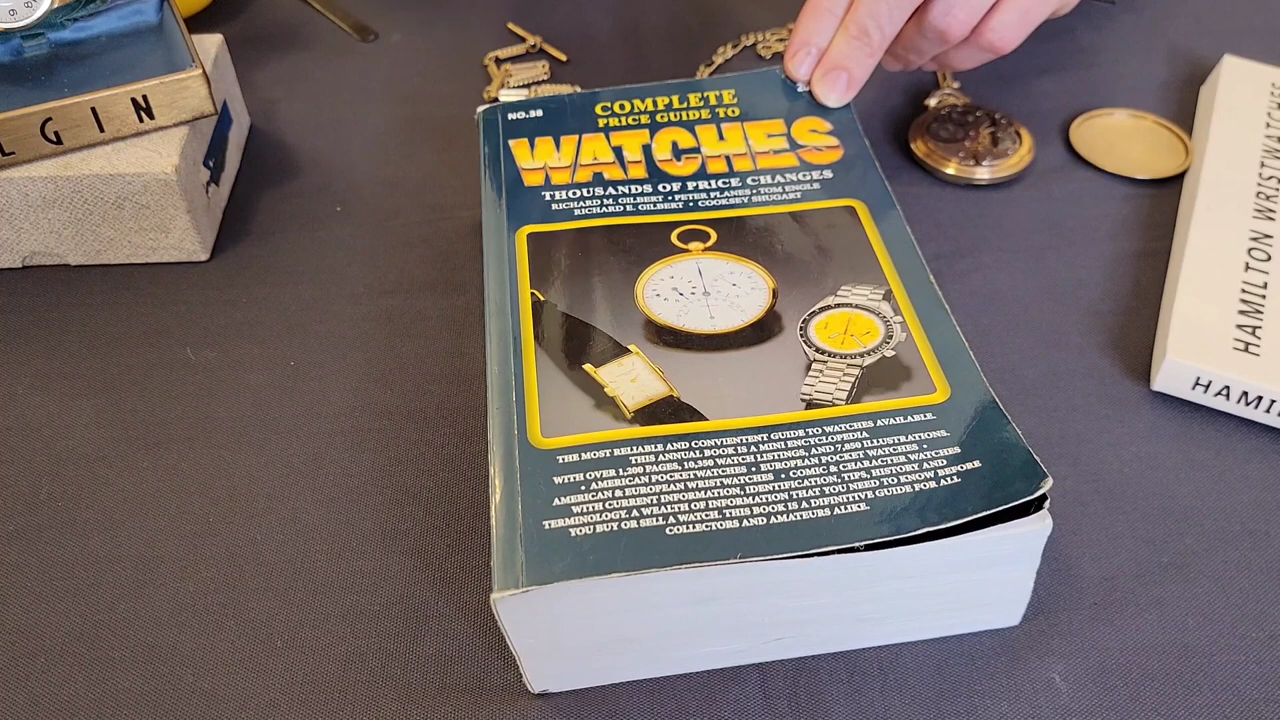 LGIN
NO.38
COMPLETE
PRICE GUIDE TO
WATCHES
THOUSANDS OF PRICE CHANGES
RICHARD M. GILBERT • PETER PLANES • TOM ENGLE
RICHARD E. GILBERT • COOKSEY SHUGART
THE MOST RELIABLE AND CONVIENTENT GUIDE TO WATCHES AVAILABLE.
THIS ANNUAL BOOK IS A MINI ENCYCLOPEDIA
WITH OVER 1,200 PAGES, 10,350 WATCH LISTINGS, AND 7,850 ILLUSTRATIONS.
• AMERICAN POCKETWATCHES • EUROPEAN POCKET WATCHES •
AMERICAN & EUROPEAN WRISTWATCHES • COMIC & CHARACTER WATCHES
WITH CURRENT INFORMATION, IDENTIFICATION, TIPS, HISTORY AND
TERMINOLOGY. A WEALTH OF INFORMATION THAT YOU NEED TO KNOW BEFORE
YOU BUY OR SELL A WATCH. THIS BOOK IS A DIFINITIVE GUIDE FOR ALL
COLLECTORS AND AMATEURS ALIKE.
HAMILTON WRISTWATCHES
HAMI